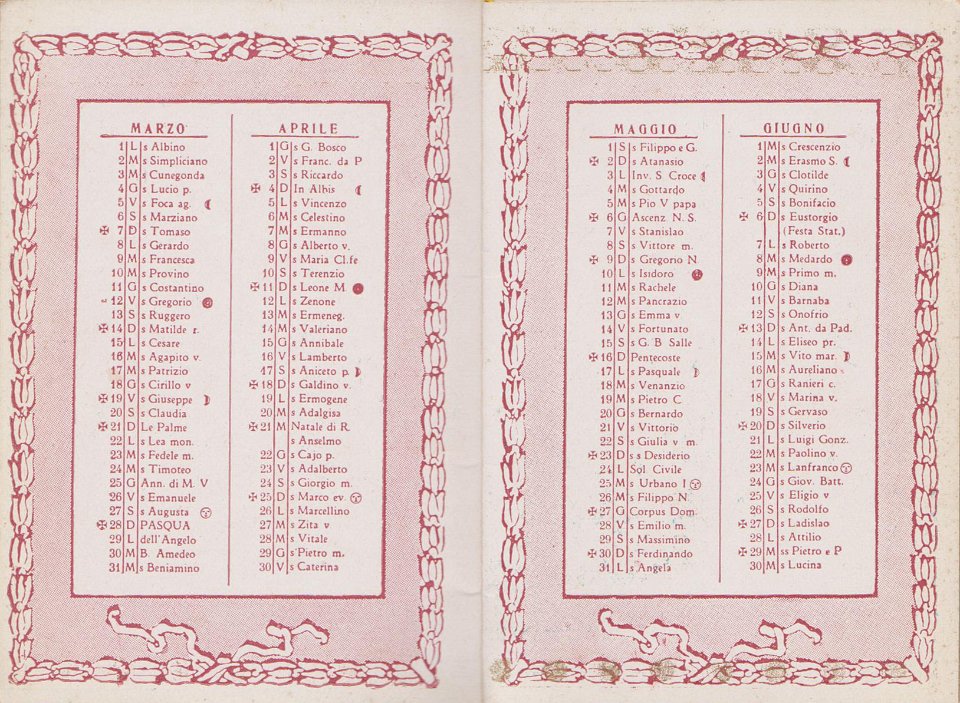 MARZO
1 L s Albino
2 M s Simpliciano
3 M s Cunegonda
4 G s Lucio p.
5 V s Foca ag.
6 S s Marziano
✠ 7 D s Tomaso
8 L s Gerardo
9 M s Francesca
10 M s Provino
11 G s Costantino
12 V s Gregorio
13 S s Ruggero
✠ 14 D s Matilde r.
15 L s Cesare
16 M s Agapito v.
17 M s Patrizio
18 G s Cirillo v
✠ 19 V s Giuseppe
20 S s Claudia
✠ 21 D Le Palme
22 L s Lea mon.
23 M s Fedele m.
24 M s Timoteo
25 G Ann. di M. V
26 V s Emanuele
27 S s Augusta
✠ 28 D PASQUA
29 L dell'Angelo
30 M B. Amedeo
31 M s Beniamino
APRILE
1 G s G. Bosco
2 V s Franc. da P
3 S s Riccardo
✠ 4 D In Albis
5 L s Vincenzo
6 M s Celestino
7 M s Ermanno
8 G s Alberto v.
9 V s Maria Cl.fe
10 S s Terenzio
✠ 11 D s Leone M.
12 L s Zenone
13 M s Ermeneg.
14 M s Valeriano
15 G s Annibale
16 V s Lamberto
17 S s Aniceto p.
✠ 18 D s Galdino v.
19 L s Ermogene
20 M s Adalgisa
✠ 21 M Natale di R.
s Anselmo
22 G s Cajo p.
23 V s Adalberto
24 S s Giorgio m.
✠ 25 D s Marco ev.
26 L s Marcellino
27 M s Zita v.
28 M s Vitale
29 G s Pietro m.
30 V s Caterina
MAGGIO
1 S s Filippo e G.
✠ 2 D s Atanasio
3 L Inv. S. Croce
4 M s Gottardo
5 M s Pio V papa
✠ 6 G Ascenz. N. S.
7 V s Stanislao
8 S s Vittore m.
✠ 9 D s Gregorio N.
10 L s Isidoro
11 M s Rachele
12 M s Pancrazio
13 G s Emma v.
14 V s Fortunato
15 S s G. B Salle
✠ 16 D Pentecoste
17 L s Pasquale
18 M s Venanzio
19 M s Pietro C
20 G s Bernardo
21 V s Vittorio
22 S s Giulia v m.
✠ 23 D s s Desiderio
24 L Sol Civile
25 M s Urbano I
26 M s Filippo N.
✠ 27 G Corpus Dom.
28 V s Emilio m.
29 S s Massimino
✠ 30 D s Ferdinando
31 L s Angela
GIUGNO
1 M s Crescenzio
2 M s Erasmo S.
3 G s Clotilde
4 V s Quirino
5 S s Bonifacio
✠ 6 D s Eustorgio
(Festa Stat.)
7 L s Roberto
8 M s Medardo
9 M s Primo m.
10 G s Diana
11 V s Barnaba
12 S s Onofrio
✠ 13 D s Ant. da Pad.
14 L s Eliseo pr.
15 M s Vito mar.
16 M s Aureliano
17 G s Ranieri c.
18 V s Marina v.
19 S s Gervaso
✠ 20 D s Silverio
21 L s Luigi Gonz.
22 M s Paolino v.
23 M s Lanfranco
24 G s Giov. Batt.
25 V s Eligio v
26 S s Rodolfo
✠ 27 D s Ladislao
28 L s Attilio
✠ 29 M ss Pietro e P
30 M s Lucina